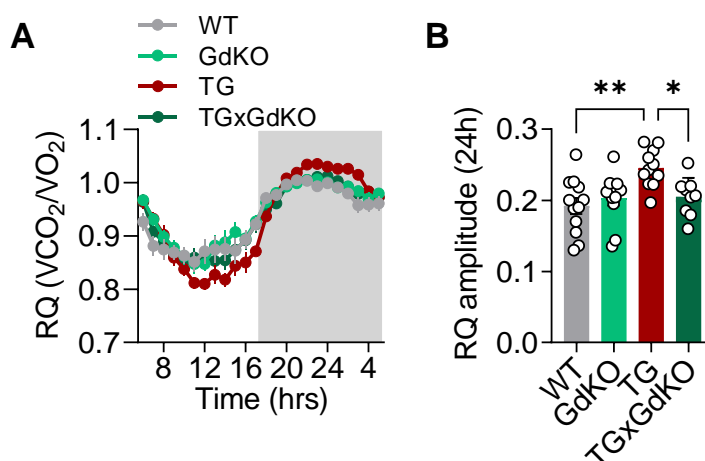 A
WT
GdKO
TG
TGxGdKO
RQ (VCO₂/VO₂)
1.1
1.0
0.9
0.8
0.7
8 12 16 20 24 4
Time (hrs)
B
** *
RQ amplitude (24h)
0.3
0.2
0.1
0.0
WT
GdKO
TG
TGxGdKO